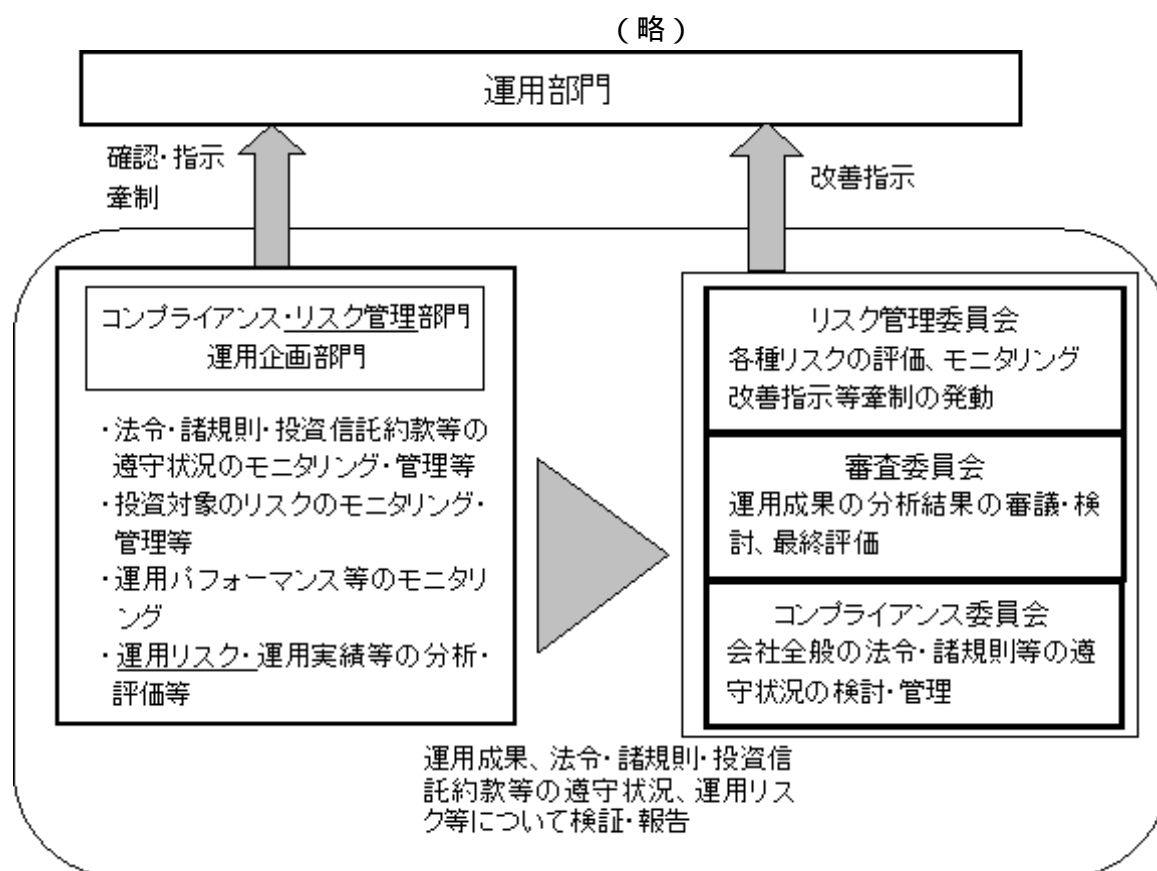 (略)
運用部門
確認・指示
牽制
改善指示
コンプライアンス・リスク管理部門
運用企画部門
・法令・諸規則・投資信託約款等の
遵守状況のモニタリング・管理等
・投資対象のリスクのモニタリング・
管理等
・運用パフォーマンス等のモニタリ
ング
・運用リスク・運用実績等の分析・
評価等
リスク管理委員会
各種リスクの評価、モニタリング
改善指示等牽制の発動
審査委員会
運用成果の分析結果の審議・検
討、最終評価
コンプライアンス委員会
会社全般の法令・諸規則等の遵
守状況の検討・管理
運用成果、法令・諸規則・投資信
託約款等の遵守状況、運用リス
ク等について検証・報告